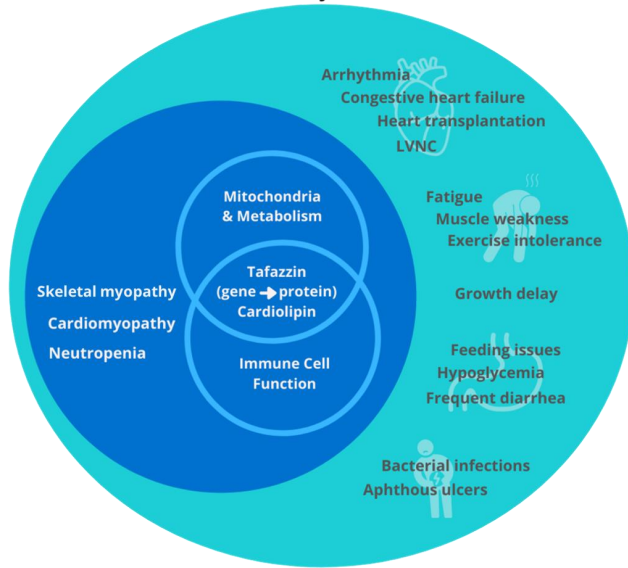 Arrhythmia
Congestive heart failure
Heart transplantation
LVNC
Mitochondria
& Metabolism
Fatigue
Muscle weakness
Exercise intolerance
Tafazzin
(gene → protein)
Cardiolipin
Skeletal myopathy
Cardiomyopathy
Neutropenia
Growth delay
Immune Cell
Function
Feeding issues
Hypoglycemia
Frequent diarrhea
Bacterial infections
Aphthous ulcers